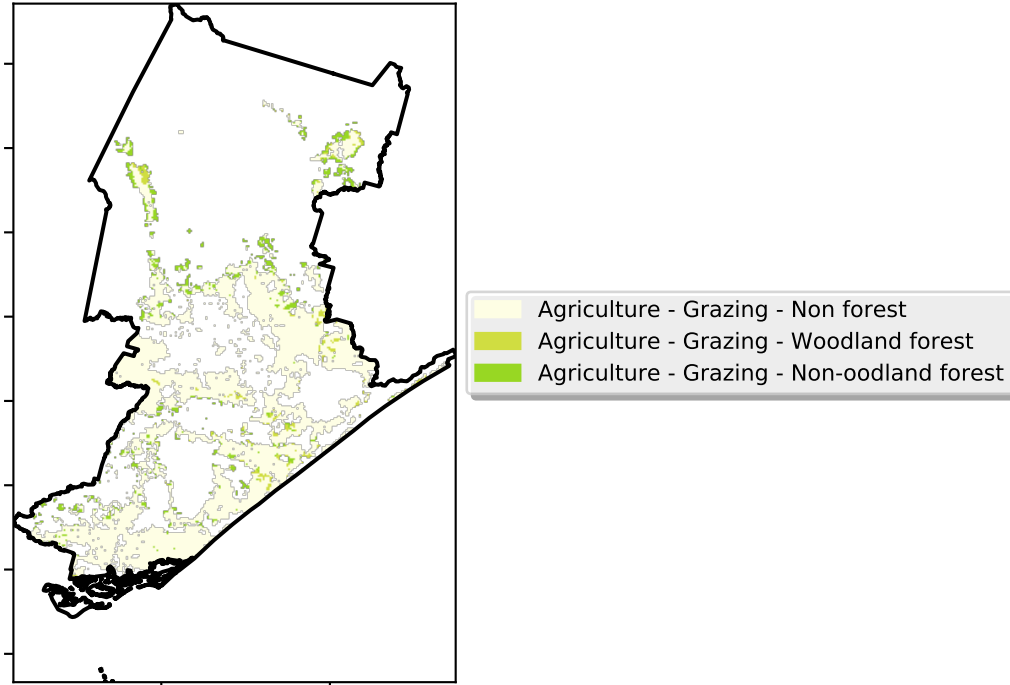 Agriculture - Grazing - Non forest
Agriculture - Grazing - Woodland forest
Agriculture - Grazing - Non-oodland forest